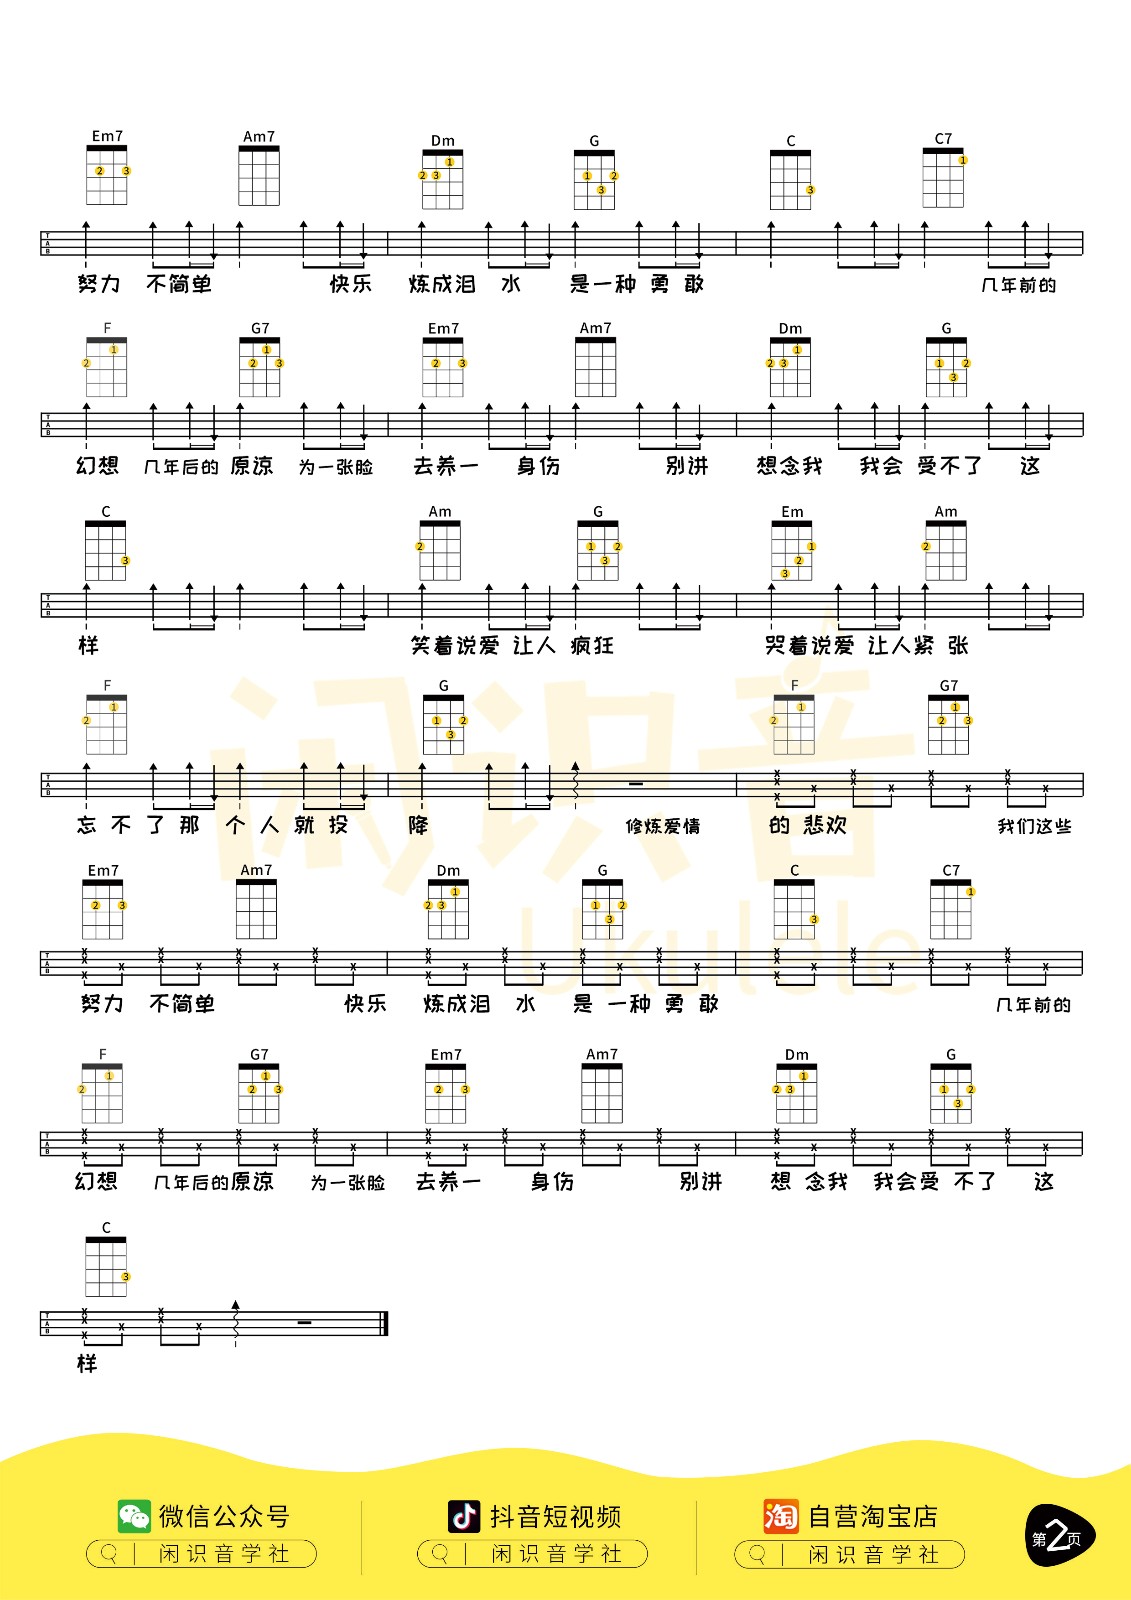 Em7 Am7 Dm G C C7
努力 不简单 快乐 炼成泪 水 是一种 勇 敢 几年前的
F G7 Em7 Am7 Dm G
幻想 几年后的 原谅 为一张脸 去养一 身伤 别讲 想念我 我会 受不了 这
C Am G Em Am
样 笑着说爱 让人 疯狂 哭着说爱 让人紧 张
F G F G7
忘 不 了 那 个 人 就 投 降 修炼爱情 的 悲欢 我们这些
Em7 Am7 Dm G C C7
努力 不简单 快乐 炼成泪 水 是 一种 勇 敢 几年前的
F G7 Em7 Am7 Dm G
幻想 几年后的原谅 为一张脸 去养一 身伤 别讲 想 念我 我会受 不了 这
C
样
闲识音
Ukulele
微信公众号 抖音短视频 自营淘宝店
闲识音学社 闲识音学社 闲识音学社
第2页